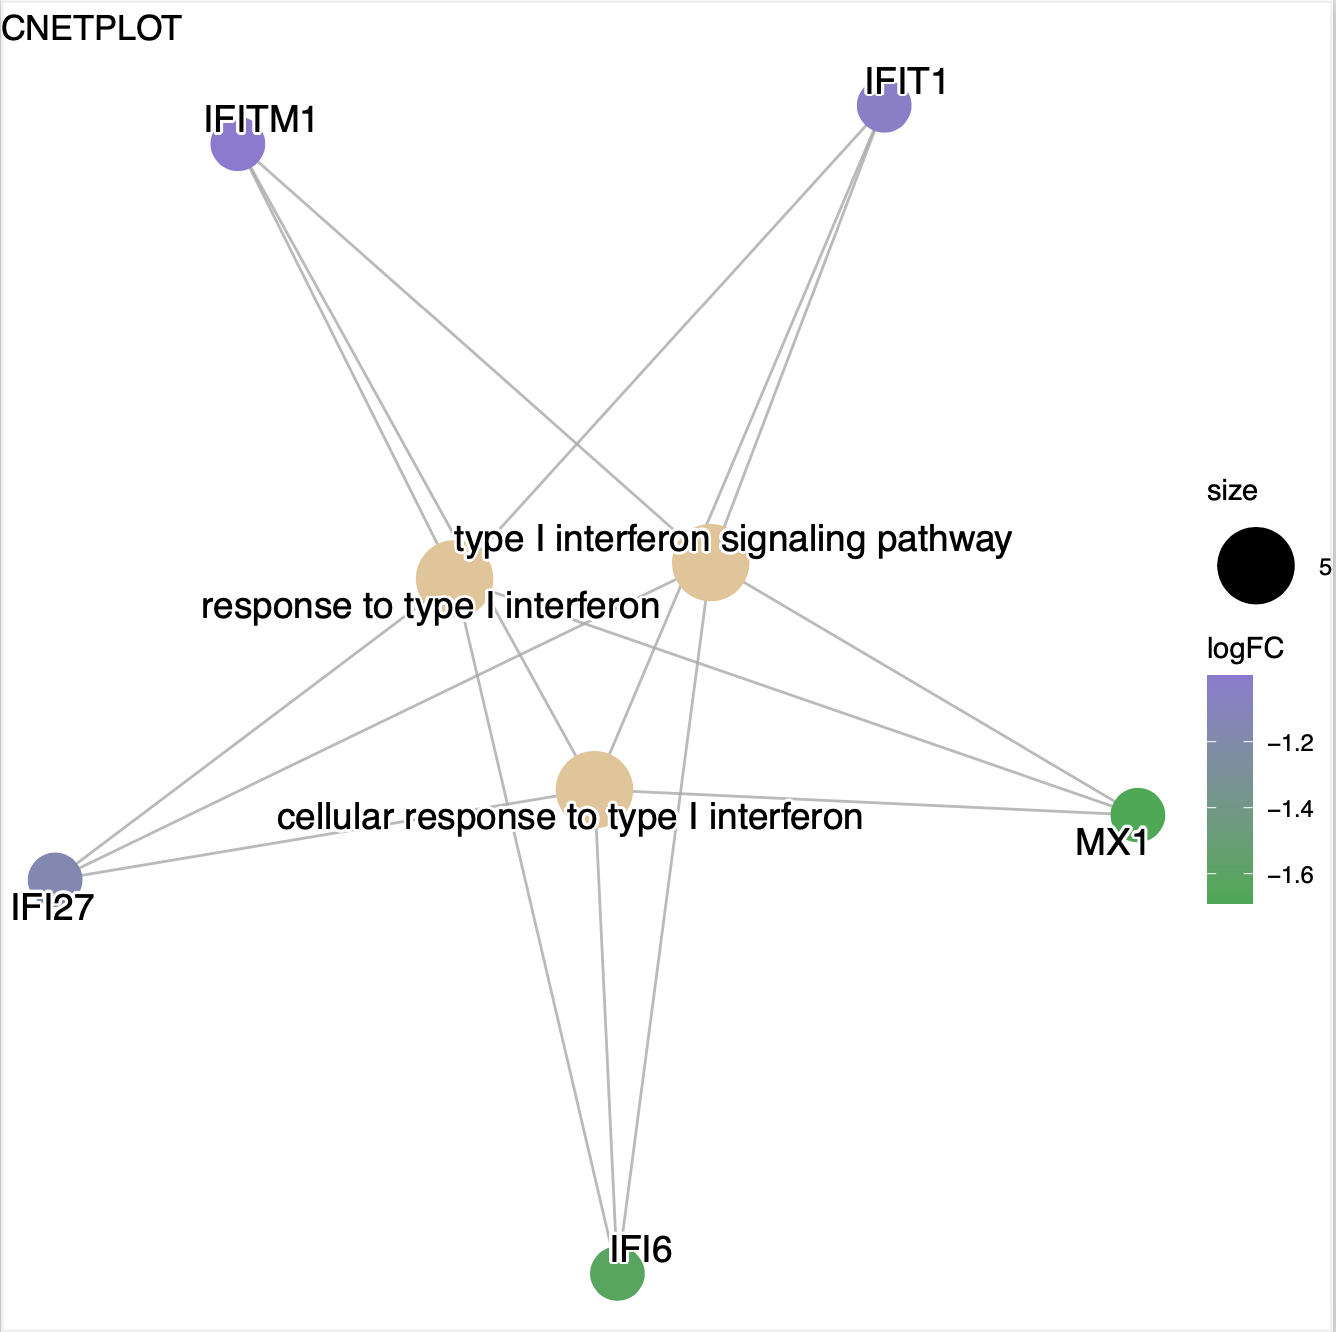 CNETPLOT
IFIT1
IFITM1
size
type I interferon signaling pathway
5
response to type I interferon
logFC
−1.2
−1.4
cellular response to type I interferon
MX1
−1.6
IFI27
IFI6